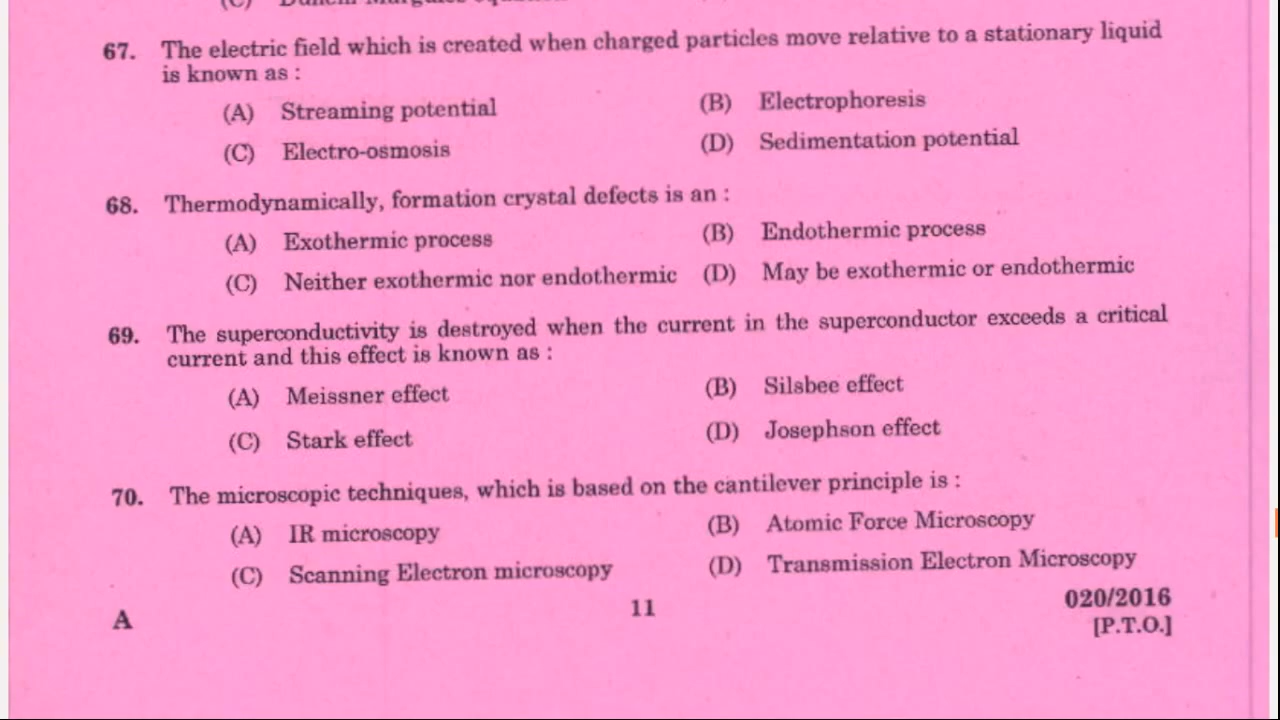 67. The electric field which is created when charged particles move relative to a stationary liquid
is known as :
(A) Streaming potential (B) Electrophoresis
(C) Electro-osmosis (D) Sedimentation potential
68. Thermodynamically, formation crystal defects is an :
(A) Exothermic process (B) Endothermic process
(C) Neither exothermic nor endothermic (D) May be exothermic or endothermic
69. The superconductivity is destroyed when the current in the superconductor exceeds a critical
current and this effect is known as :
(A) Meissner effect (B) Silsbee effect
(C) Stark effect (D) Josephson effect
70. The microscopic techniques, which is based on the cantilever principle is :
(A) IR microscopy (B) Atomic Force Microscopy
(C) Scanning Electron microscopy (D) Transmission Electron Microscopy
A 11 020/2016
[P.T.O.]